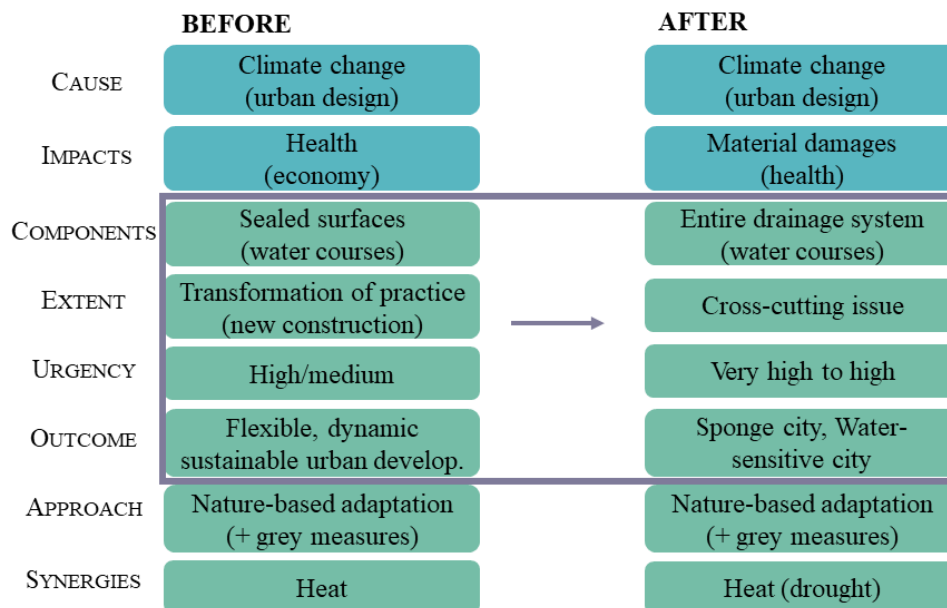 BEFORE AFTER
CAUSE
Climate change
(urban design)
Climate change
(urban design)
IMPACTS
Health
(economy)
Material damages
(health)
COMPONENTS
Sealed surfaces
(water courses)
Entire drainage system
(water courses)
EXTENT
Transformation of practice
(new construction)
Cross-cutting issue
URGENCY
High/medium
Very high to high
OUTCOME
Flexible, dynamic
sustainable urban develop.
Sponge city, Water-
sensitive city
APPROACH
Nature-based adaptation
(+ grey measures)
Nature-based adaptation
(+ grey measures)
SYNERGIES
Heat
Heat (drought)